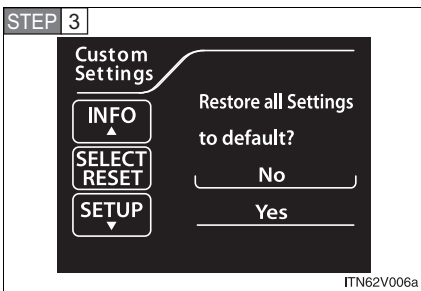 STEP 3
Custom
Settings
INFO
▲
SELECT
RESET
SETUP
▼
Restore all Settings
to default?
No
Yes
ITN62V006a